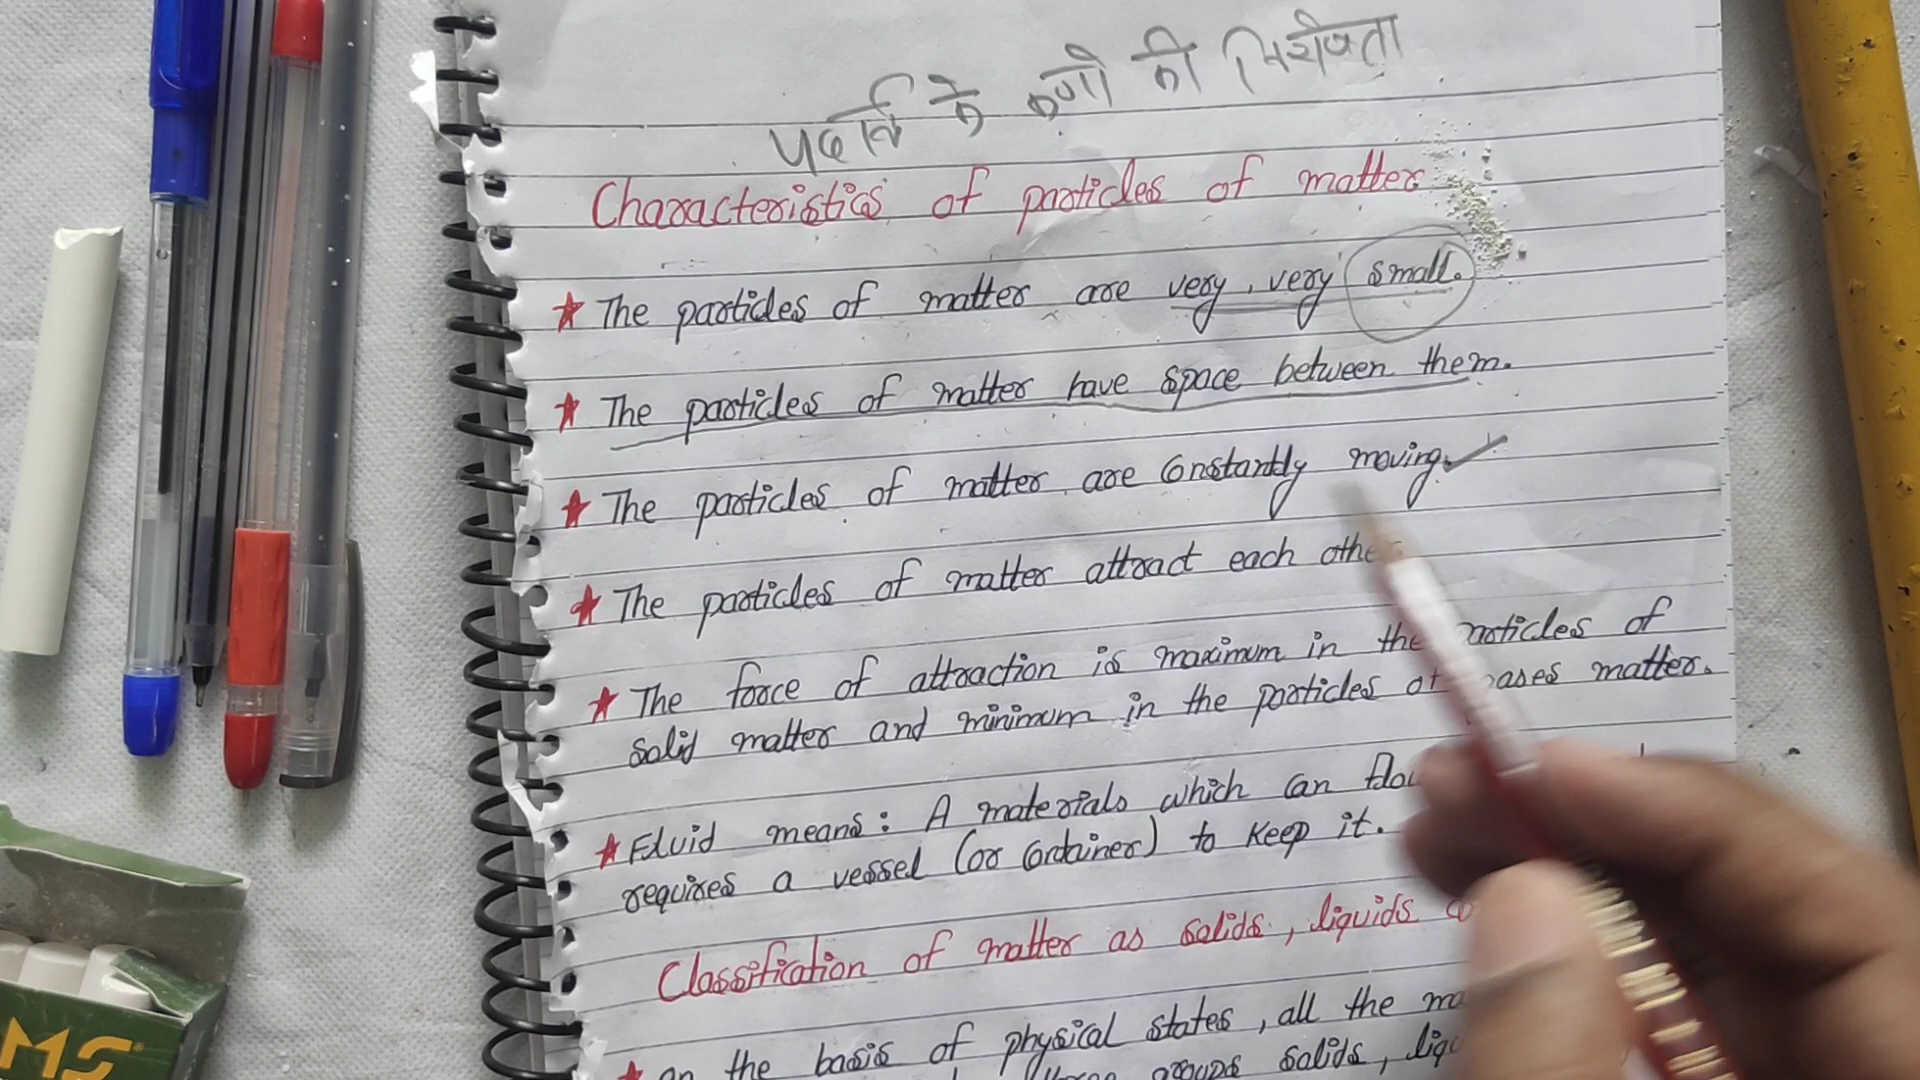 पदार्थ के कणो की विशेषता
Characteristics of particles of matter
★ The particles of matter are very, very small.
★ The particles of matter have space between them.
★ The particles of matter are Constantly moving.
★ The particles of matter attract each
★ The force of attraction is maximum in the particles of
solid matter and minimum in the particles of gases matter.
★ Fluid means: A materials which can
requires a vessel (or Container) to keep it.
Classification of matter as solids, liquids
★ on the basis of physical states, all the
solids,
MS